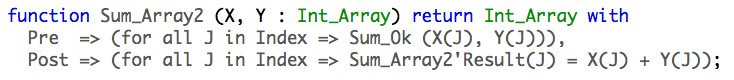 function Sum_Array2 (X, Y : Int_Array) return Int_Array with
Pre => (for all J in Index => Sum_Ok (X(J), Y(J))),
Post => (for all J in Index => Sum_Array2'Result(J) = X(J) + Y(J));